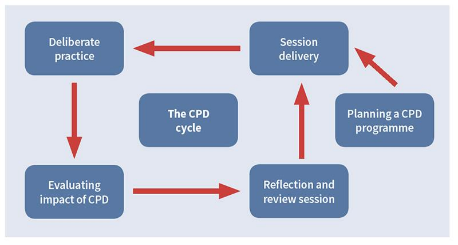 Deliberate
practice
Session
delivery
The CPD
cycle
Planning a CPD
programme
Evaluating
impact of CPD
Reflection and
review session